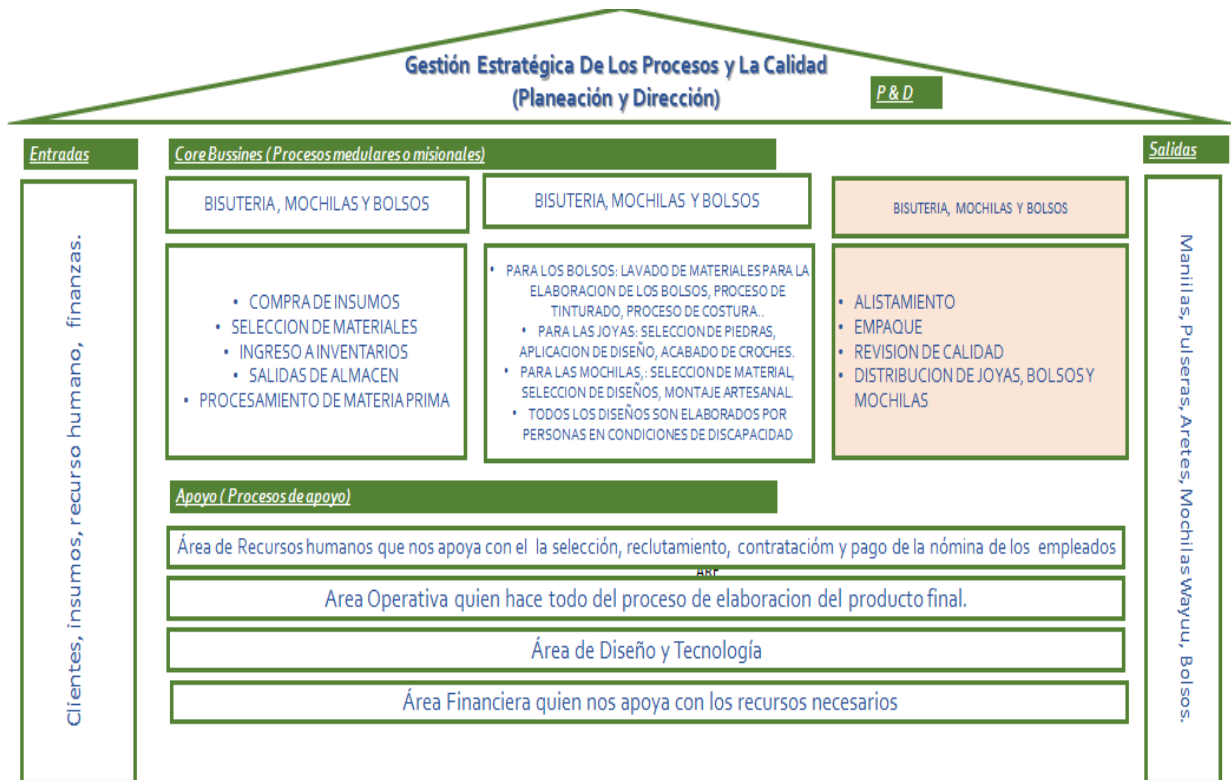 Gestión Estratégica De Los Procesos y La Calidad
(Planeación y Dirección)
P & D
Entradas
Core Bussines ( Procesos medulares o misionales)
Salidas
Clientes, insumos, recurso humano, finanzas.
BISUTERIA , MOCHILAS Y BOLSOS
• COMPRA DE INSUMOS
• SELECCION DE MATERIALES
• INGRESO A INVENTARIOS
• SALIDAS DE ALMACEN
• PROCESAMIENTO DE MATERIA PRIMA
BISUTERIA, MOCHILAS Y BOLSOS
• PARA LOS BOLSOS: LAVADO DE MATERIALES PARA LA
ELABORACION DE LOS BOLSOS, PROCESO DE
TINTURADO, PROCESO DE COSTURA..
• PARA LAS JOYAS: SELECCION DE PIEDRAS,
APLICACION DE DISEÑO, ACABADO DE CROCHES.
• PARA LAS MOCHILAS,: SELECCION DE MATERIAL,
SELECCION DE DISEÑOS, MONTAJE ARTESANAL.
• TODOS LOS DISEÑOS SON ELABORADOS POR
PERSONAS EN CONDICIONES DE DISCAPACIDAD
BISUTERIA, MOCHILAS Y BOLSOS
• ALISTAMIENTO
• EMPAQUE
• REVISION DE CALIDAD
• DISTRIBUCION DE JOYAS, BOLSOS Y
MOCHILAS
Apoyo ( Procesos de apoyo)
Área de Recursos humanos que nos apoya con el la selección, reclutamiento, contratacióm y pago de la nómina de los empleados
Area Operativa quien hace todo del proceso de elaboracion del producto final.
Área de Diseño y Tecnología
Área Financiera quien nos apoya con los recursos necesarios
Maniilas, Pulseras, Aretes, Mochilas Wayuu, Bolsos.